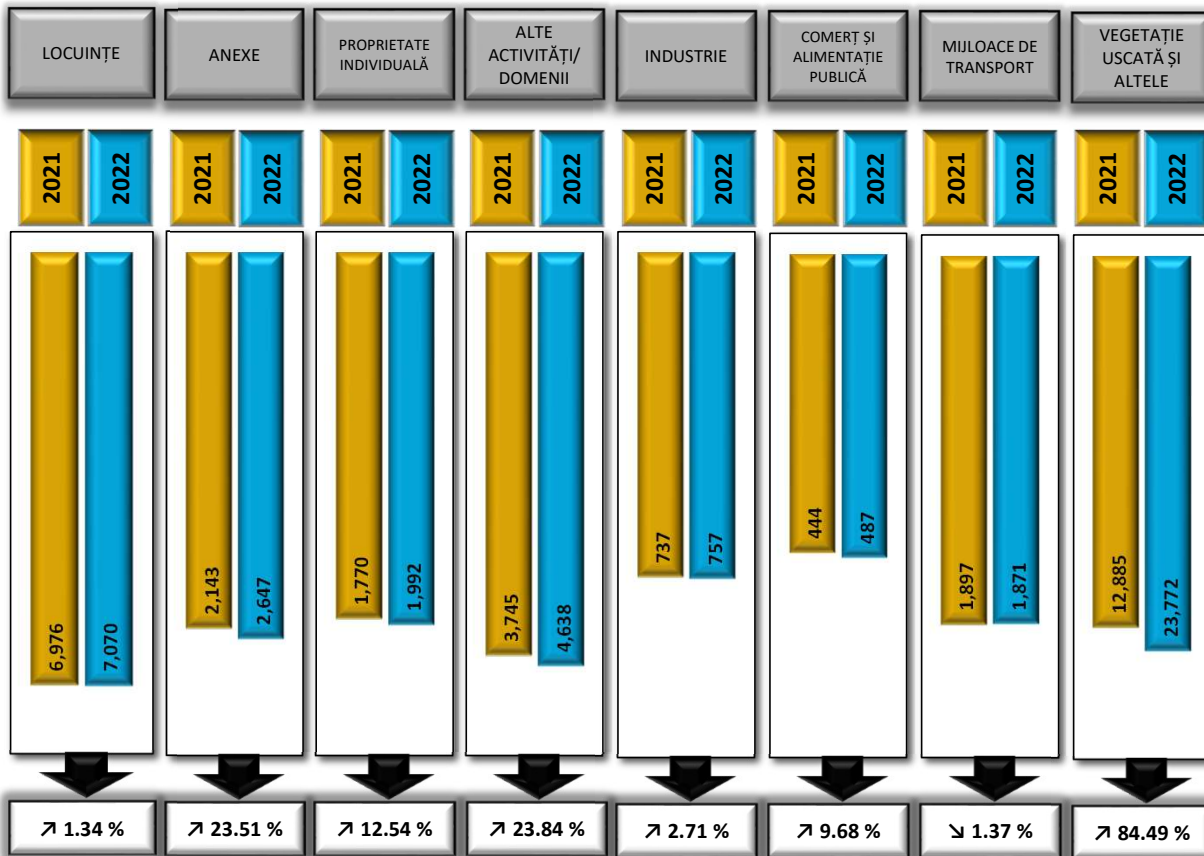 LOCUINȚE
ANEXE
PROPRIETATE
INDIVIDUALĂ
ALTE
ACTIVITĂȚI/
DOMENII
INDUSTRIE
COMERȚ ȘI
ALIMENTAȚIE
PUBLICĂ
MIJLOACE DE
TRANSPORT
VEGETAȚIE
USCATĂ ȘI
ALTELE
2021
2022
2021
2022
2021
2022
2021
2022
2021
2022
2021
2022
2021
2022
2021
2022
6,976
7,070
2,143
2,647
1,770
1,992
3,745
4,638
737
757
444
487
1,897
1,871
12,885
23,772
↗ 1.34 %
↗ 23.51 %
↗ 12.54 %
↗ 23.84 %
↗ 2.71 %
↗ 9.68 %
↘ 1.37 %
↗ 84.49 %